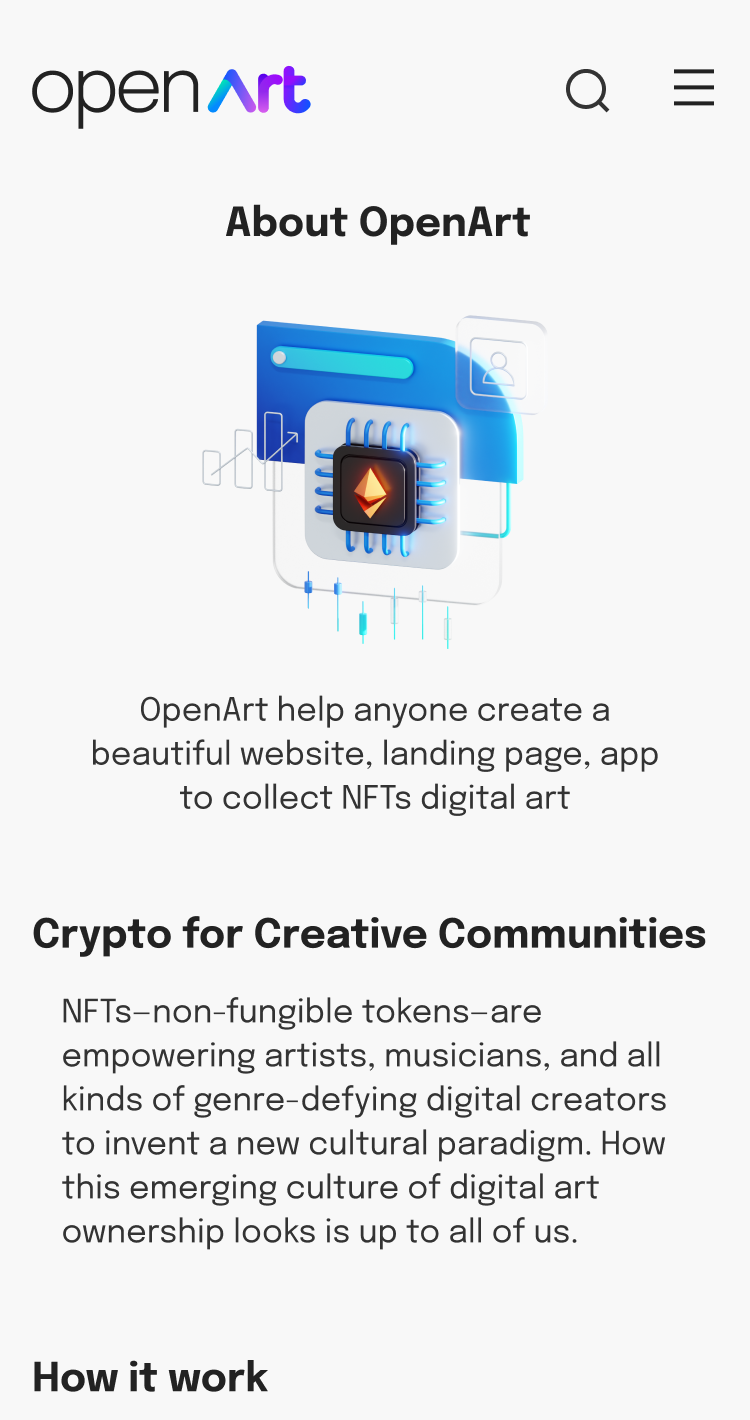 openArt
About OpenArt
OpenArt help anyone create a
beautiful website, landing page, app
to collect NFTs digital art
Crypto for Creative Communities
NFTs—non-fungible tokens—are
empowering artists, musicians, and all
kinds of genre-defying digital creators
to invent a new cultural paradigm. How
this emerging culture of digital art
ownership looks is up to all of us.
How it work